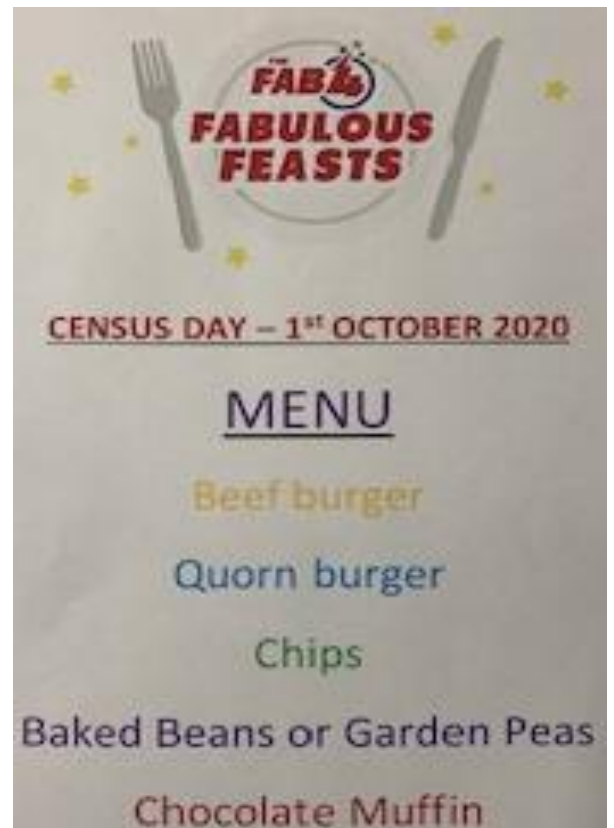 THE
FAB4
FABULOUS
FEASTS
CENSUS DAY – 1st OCTOBER 2020
MENU
Beef burger
Quorn burger
Chips
Baked Beans or Garden Peas
Chocolate Muffin